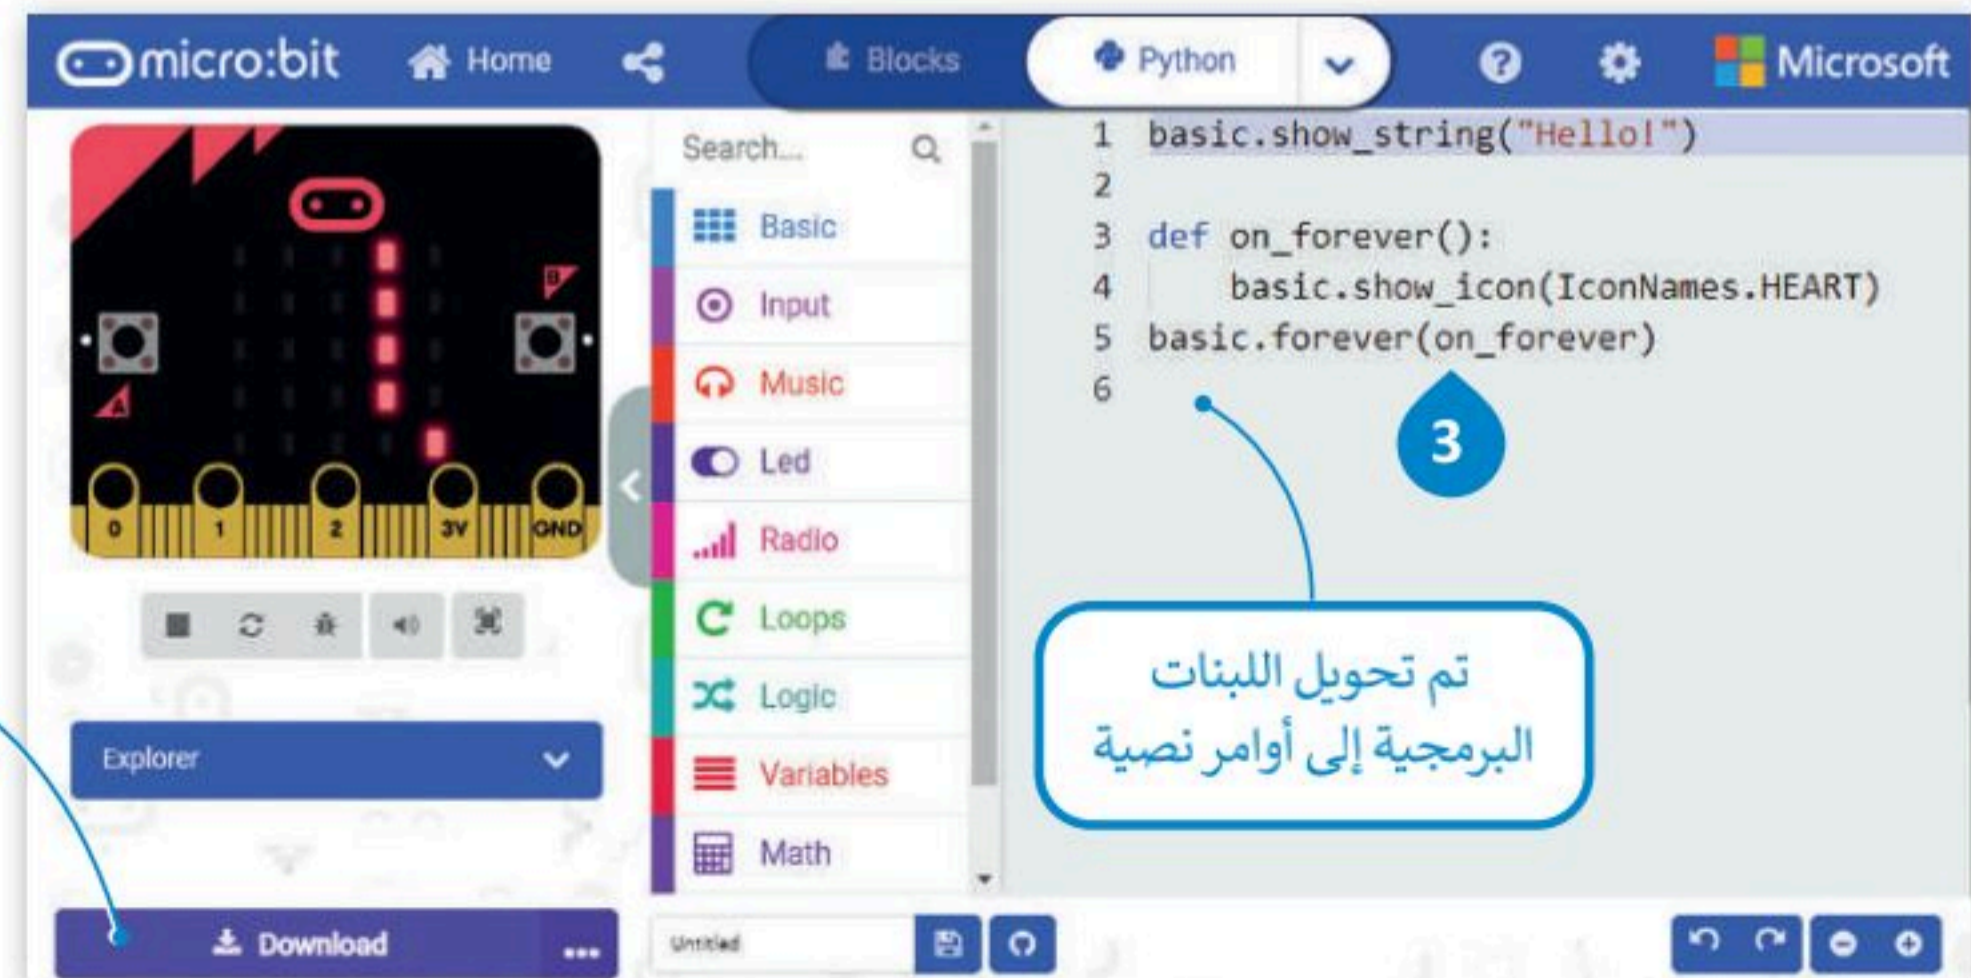 micro:bit Home Blocks Python Microsoft
B
A
0 1 2 3V GND
Explorer
Download ...
Search...
Basic
Input
Music
Led
Radio
Loops
Logic
Variables
Math
Untitled
1 basic.show_string("Hello!")
2
3 def on_forever():
4 basic.show_icon(IconNames.HEART)
5 basic.forever(on_forever)
6
3
تم تحويل اللبنات
البرمجية إلى أوامر نصية